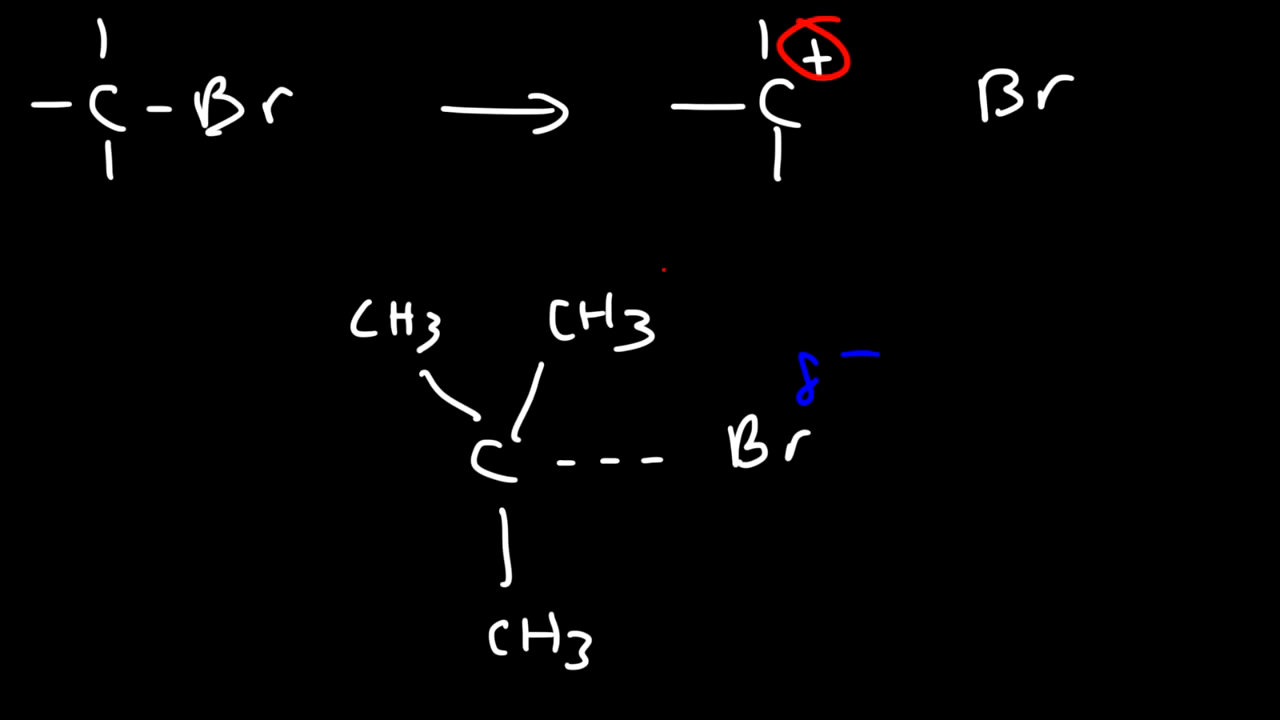 – C – Br → – C + Br
CH3 CH3
δ –
C - - - Br
CH3